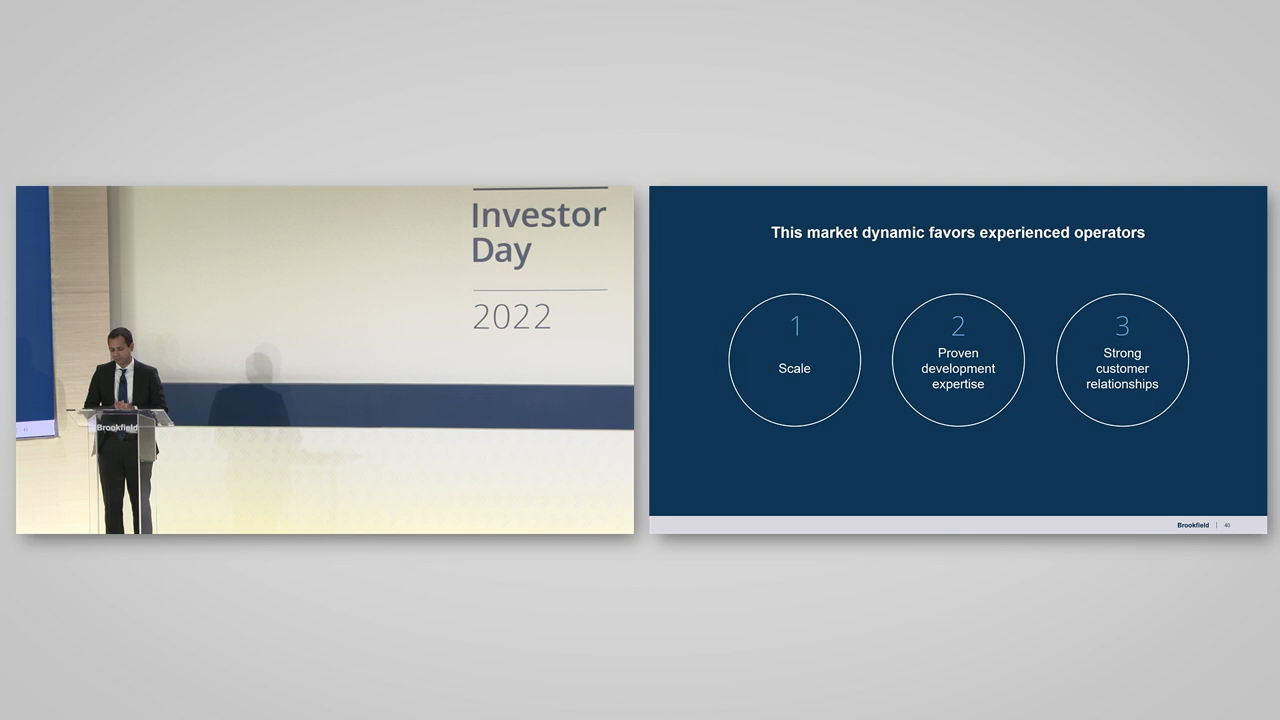 Investor
Day
2022
Brookfield
This market dynamic favors experienced operators
1
Scale
2
Proven
development
expertise
3
Strong
customer
relationships
Brookfield | 40